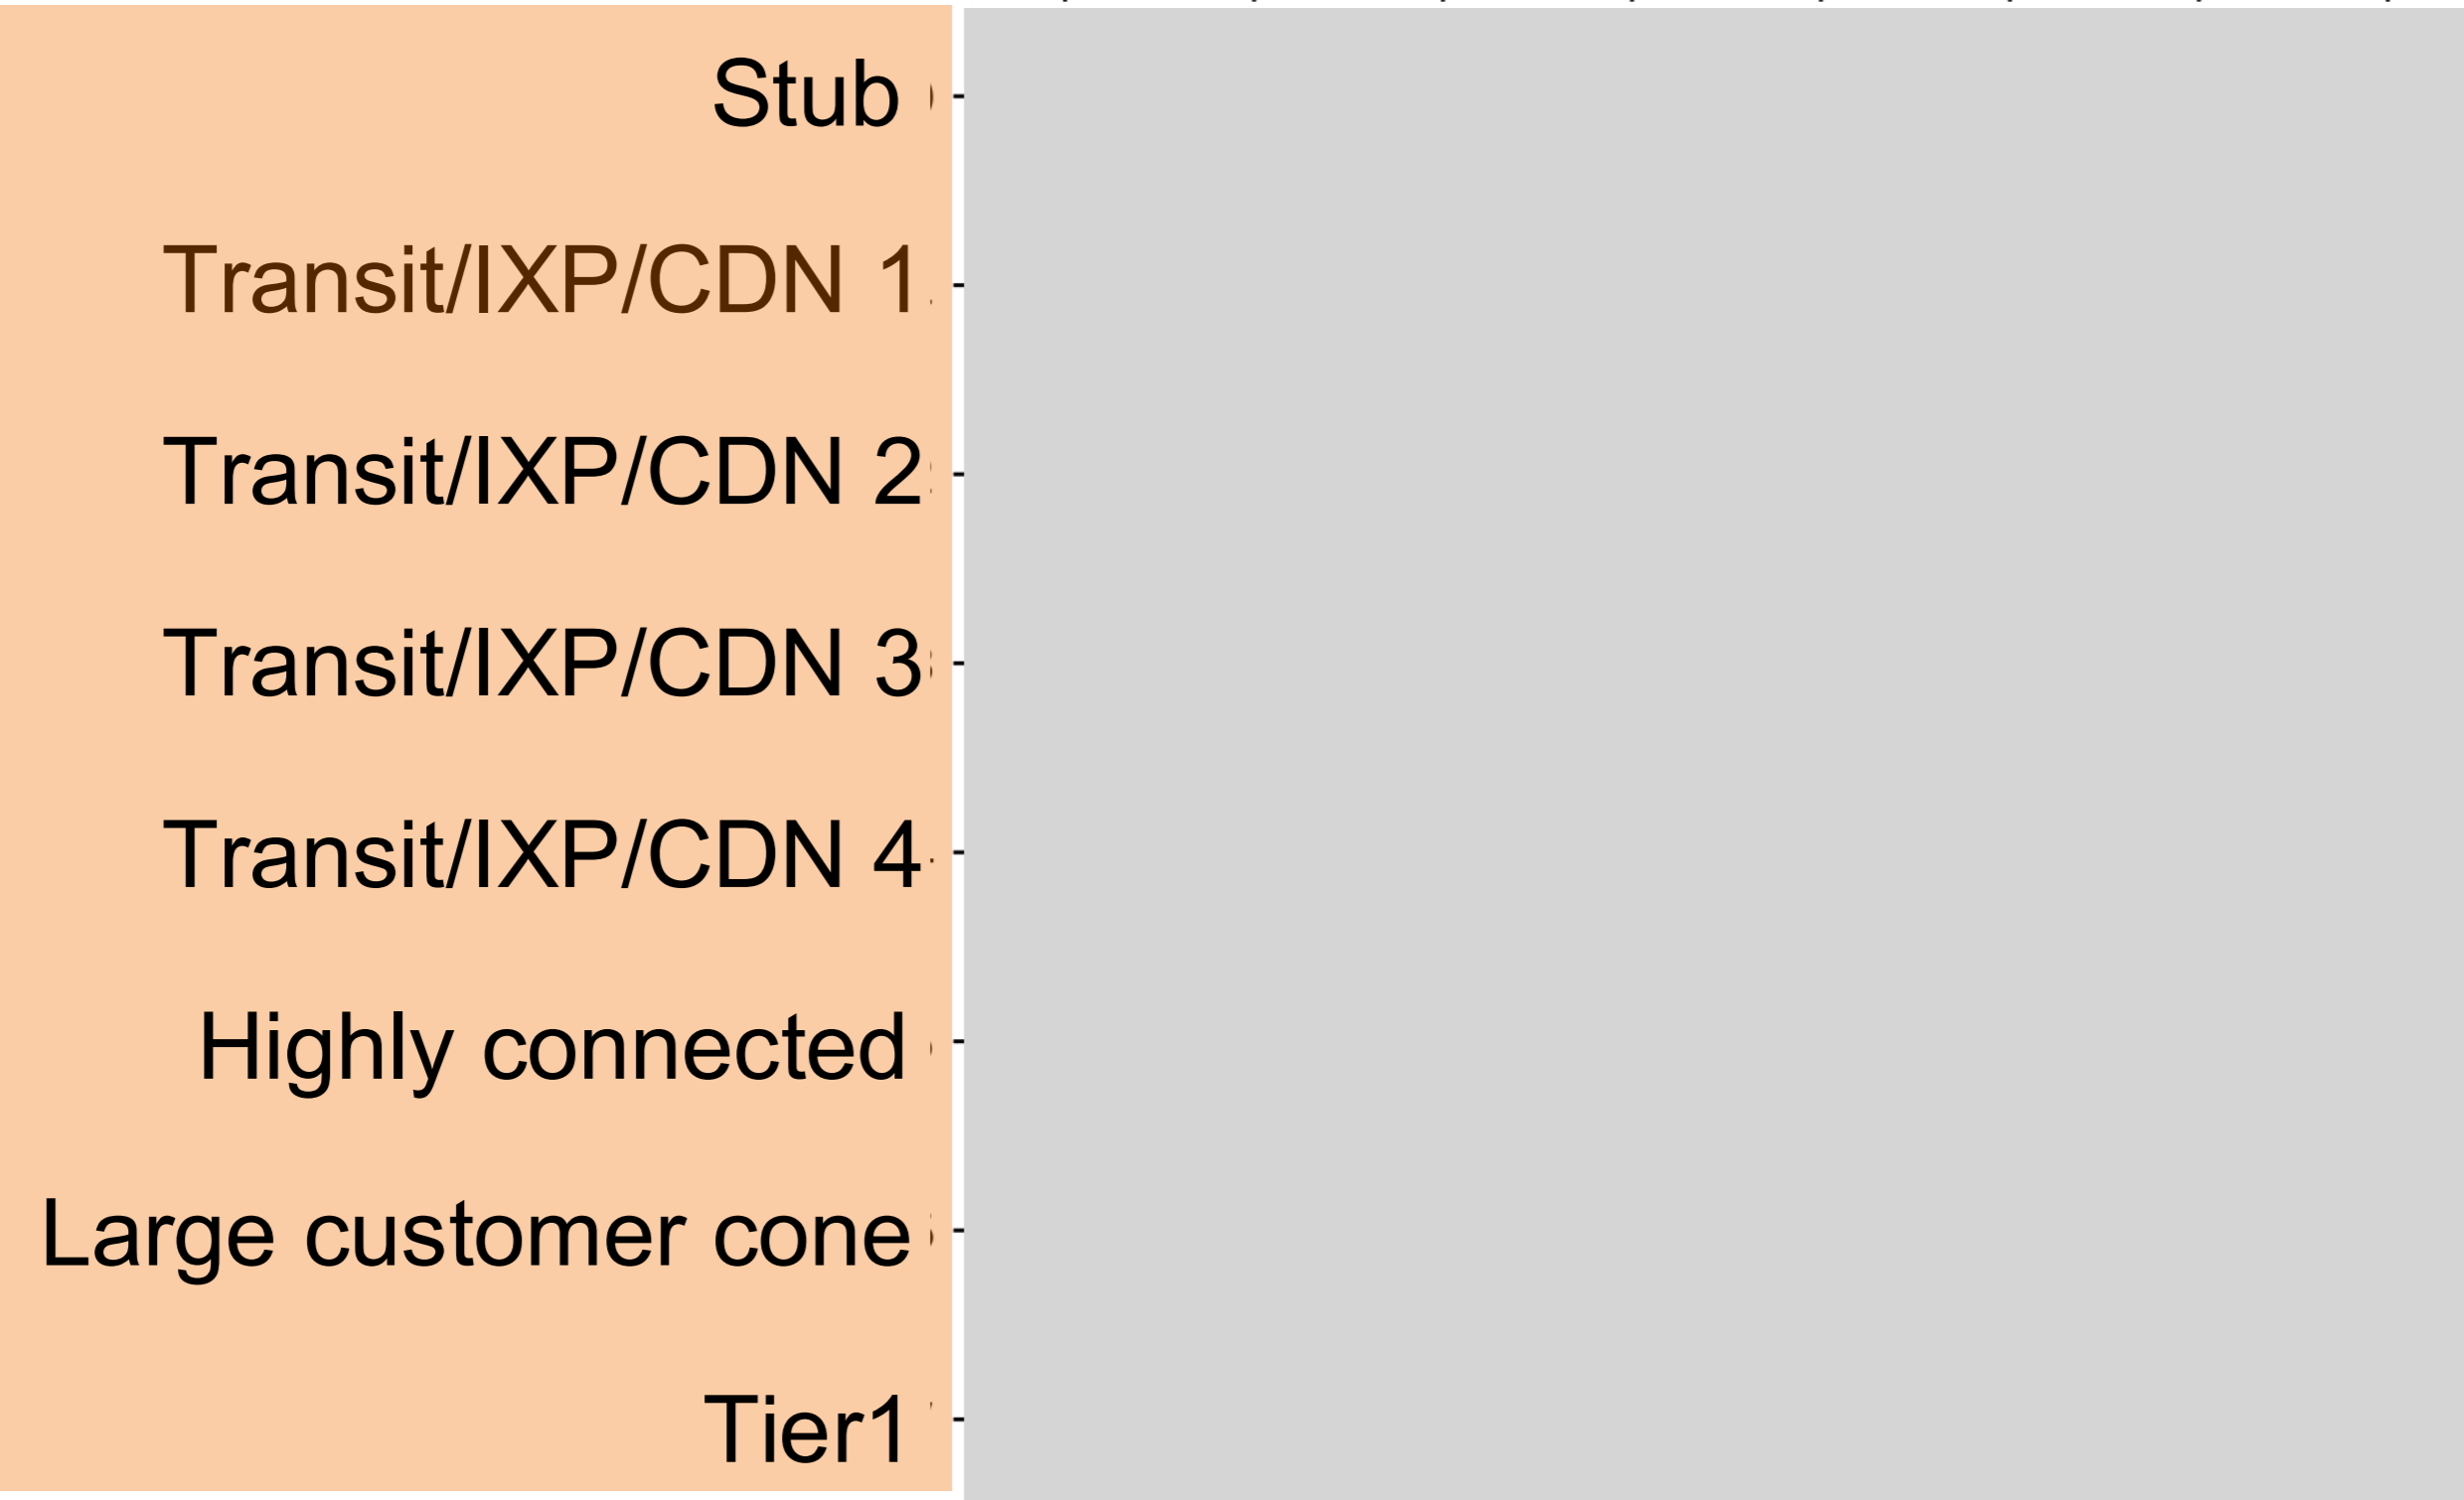 Stub
Transit/IXP/CDN 1
Transit/IXP/CDN 2
Transit/IXP/CDN 3
Transit/IXP/CDN 4
Highly connected
Large customer cone
Tier1